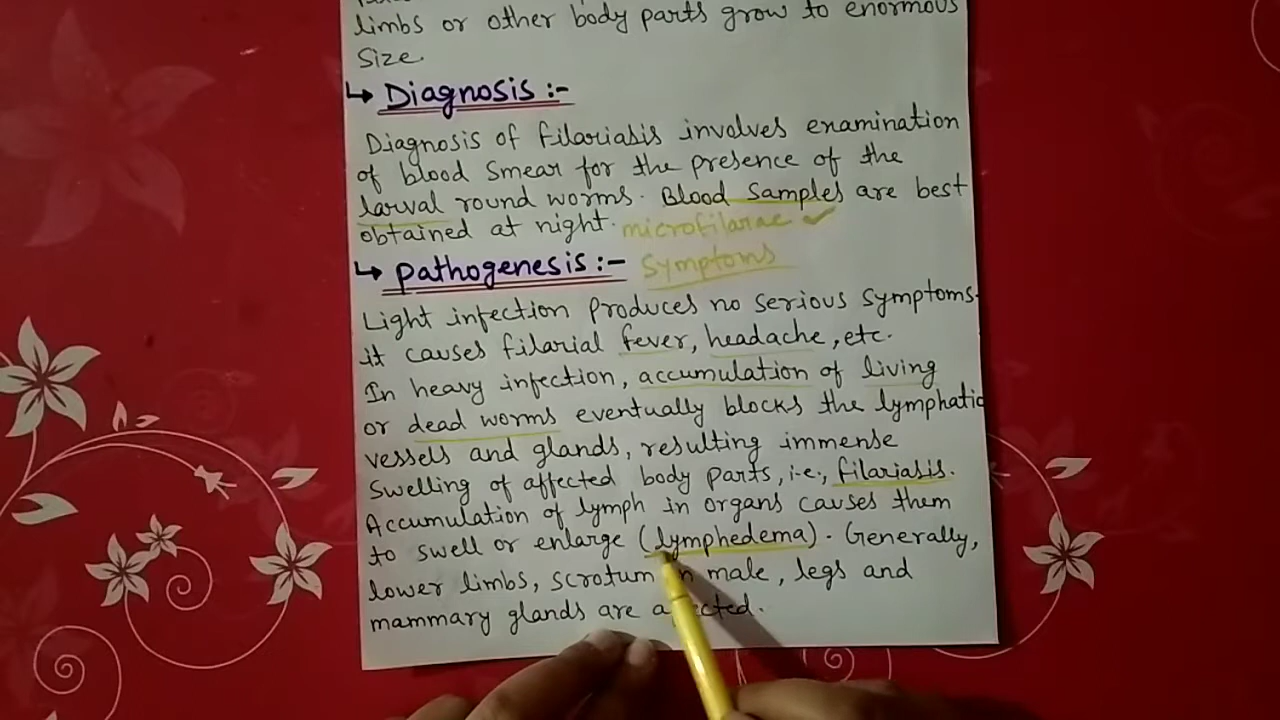 limbs or other body parts grow to enormous
size.
↳ Diagnosis :-
Diagnosis of filariasis involves examination
of blood smear for the presence of the
larval round worms. Blood samples are best
obtained at night. microfilarae ✓
↳ Pathogenesis :- Symptoms
Light infection produces no serious symptoms.
it causes filarial fever, headache, etc.
In heavy infection, accumulation of living
or dead worms eventually blocks the lymphatic
vessels and glands, resulting immense
swelling of affected body parts, i.e., filariasis.
Accumulation of lymph in organs causes them
to swell or enlarge (lymphedema). Generally,
lower limbs, scrotum in male, legs and
mammary glands are affected.